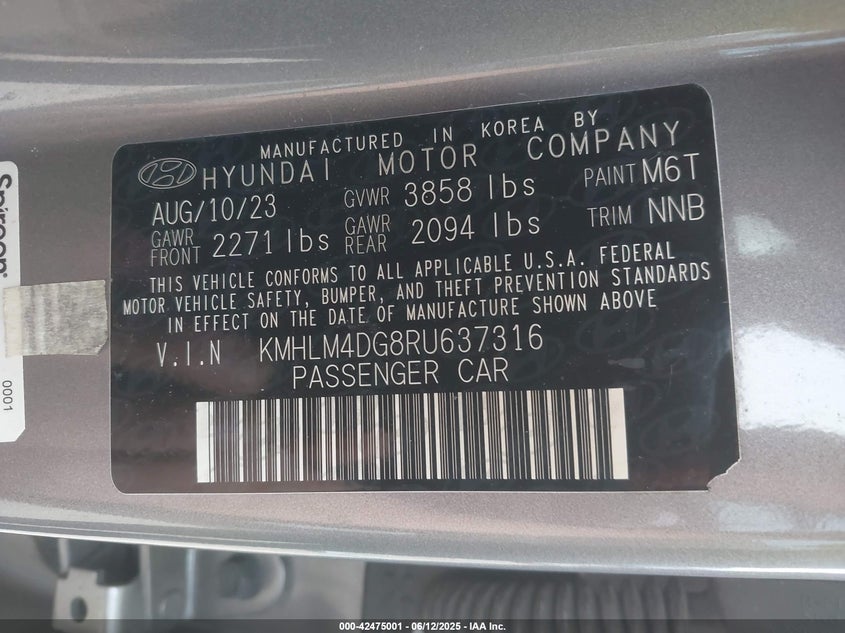 MANUFACTURED IN KOREA BY
HYUNDAI MOTOR COMPANY
AUG/10/23 GVWR 3858 lbs PAINT M6T
GAWR FRONT 2271 lbs GAWR REAR 2094 lbs TRIM NNB
THIS VEHICLE CONFORMS TO ALL APPLICABLE U.S.A. FEDERAL
MOTOR VEHICLE SAFETY, BUMPER, AND THEFT PREVENTION STANDARDS
IN EFFECT ON THE DATE OF MANUFACTURE SHOWN ABOVE
V.I.N KMHLM4DG8RU637316
PASSENGER CAR
0001
000-42475001 - 06/12/2025 - IAA Inc.